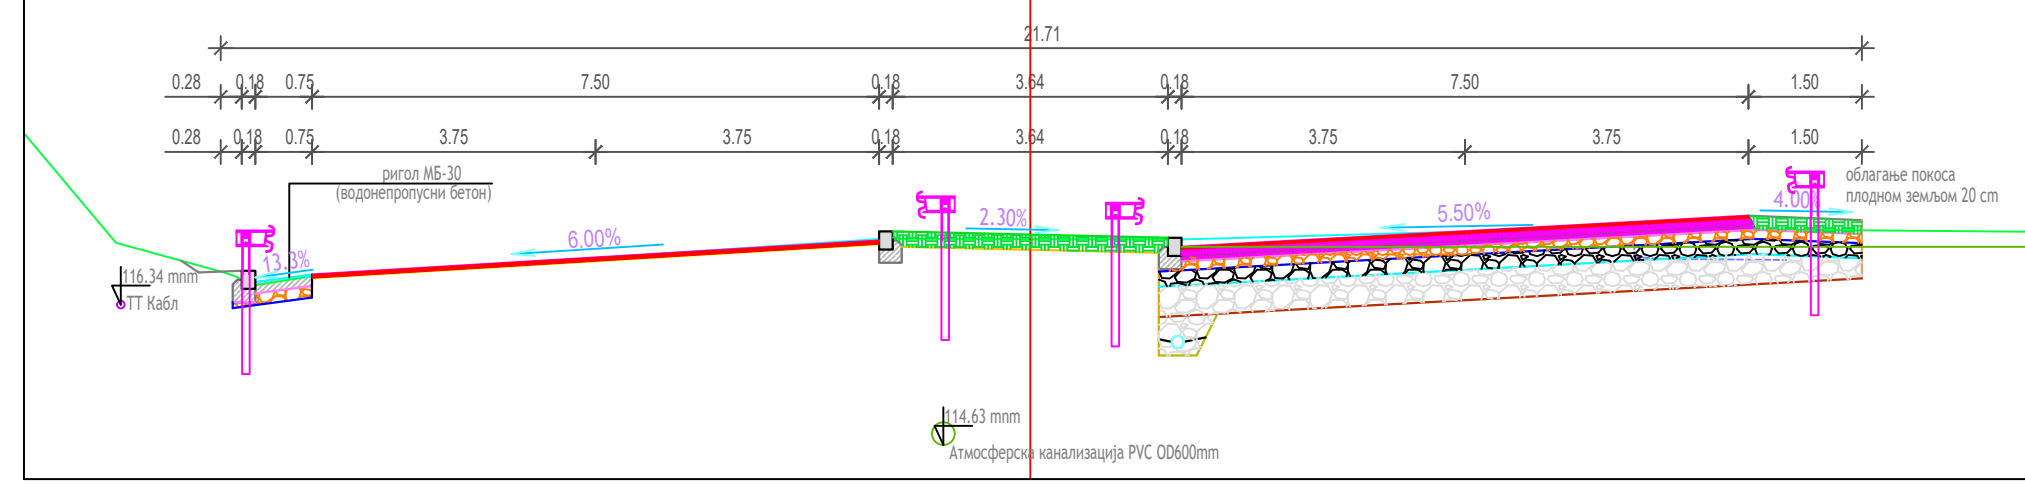 21.71
0.28 0.18 0.75 7.50 0.18 3.64 0.18 7.50 1.50
0.28 0.18 0.75 3.75 3.75 0.18 3.64 0.18 3.75 3.75 1.50
ригол МБ-30
(водонепропусни бетон)
облагање покоса
плодном земљом 20 cm
13.3%
6.00%
2.30%
5.50%
4.00%
116.34 mnm
ТТ Кабл
114.63 mnm
Атмосферска канализација PVC OD600mm